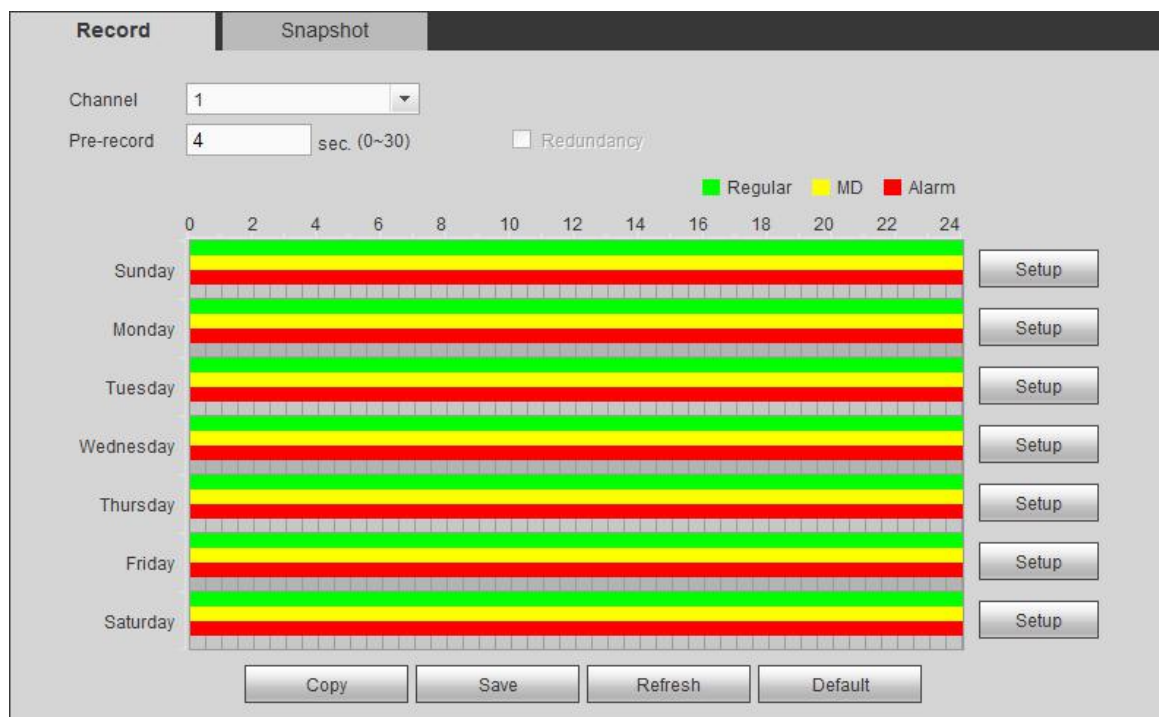 Record Snapshot
Channel 1
Pre-record 4 sec. (0~30) Redundancy
Regular MD Alarm
0 2 4 6 8 10 12 14 16 18 20 22 24
Sunday Setup
Monday Setup
Tuesday Setup
Wednesday Setup
Thursday Setup
Friday Setup
Saturday Setup
Copy Save Refresh Default